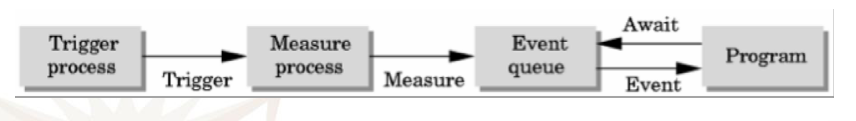 Trigger
process
Trigger
Measure
process
Measure
Event
queue
Await
Event
Program